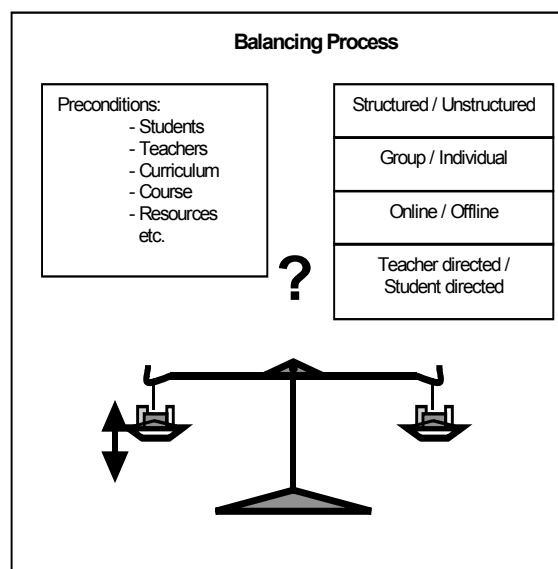 Balancing Process
Preconditions:
- Students
- Teachers
- Curriculum
- Course
- Resources
etc.
Structured / Unstructured
Group / Individual
Online / Offline
Teacher directed /
Student directed
?